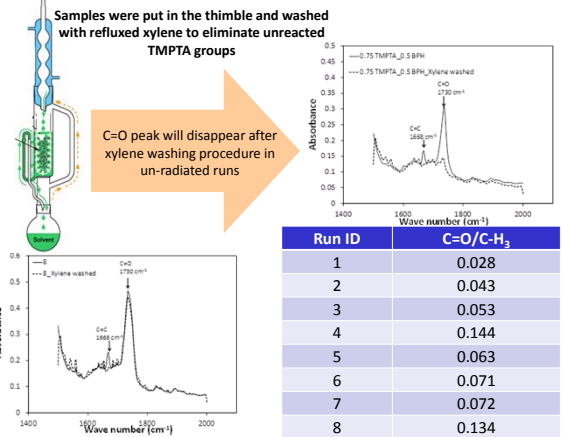 Samples were put in the thimble and washed
with refluxed xylene to eliminate unreacted
TMPTA groups
C=O peak will disappear after
xylene washing procedure in
un-radiated runs
Solvent
0.75 TMPTA_0.5 BPH
0.75 TMPTA_0.5 BPH_Xylene washed
C=O
1730 cm⁻¹
C=C
1668 cm⁻¹
Absorbance
0.5
0.45
0.4
0.35
0.3
0.25
0.2
0.15
0.1
0.05
0
1400 1600 1800 2000
Wave number (cm⁻¹)
8
8_Xylene washed
C=O
1730 cm⁻¹
C=C
1668 cm⁻¹
0.6
0.5
0.4
0.3
0.2
0.1
0
1400 1600 1800 2000
Wave number (cm⁻¹)
Run ID C=O/C-H₃
1 0.028
2 0.043
3 0.053
4 0.144
5 0.063
6 0.071
7 0.072
8 0.134